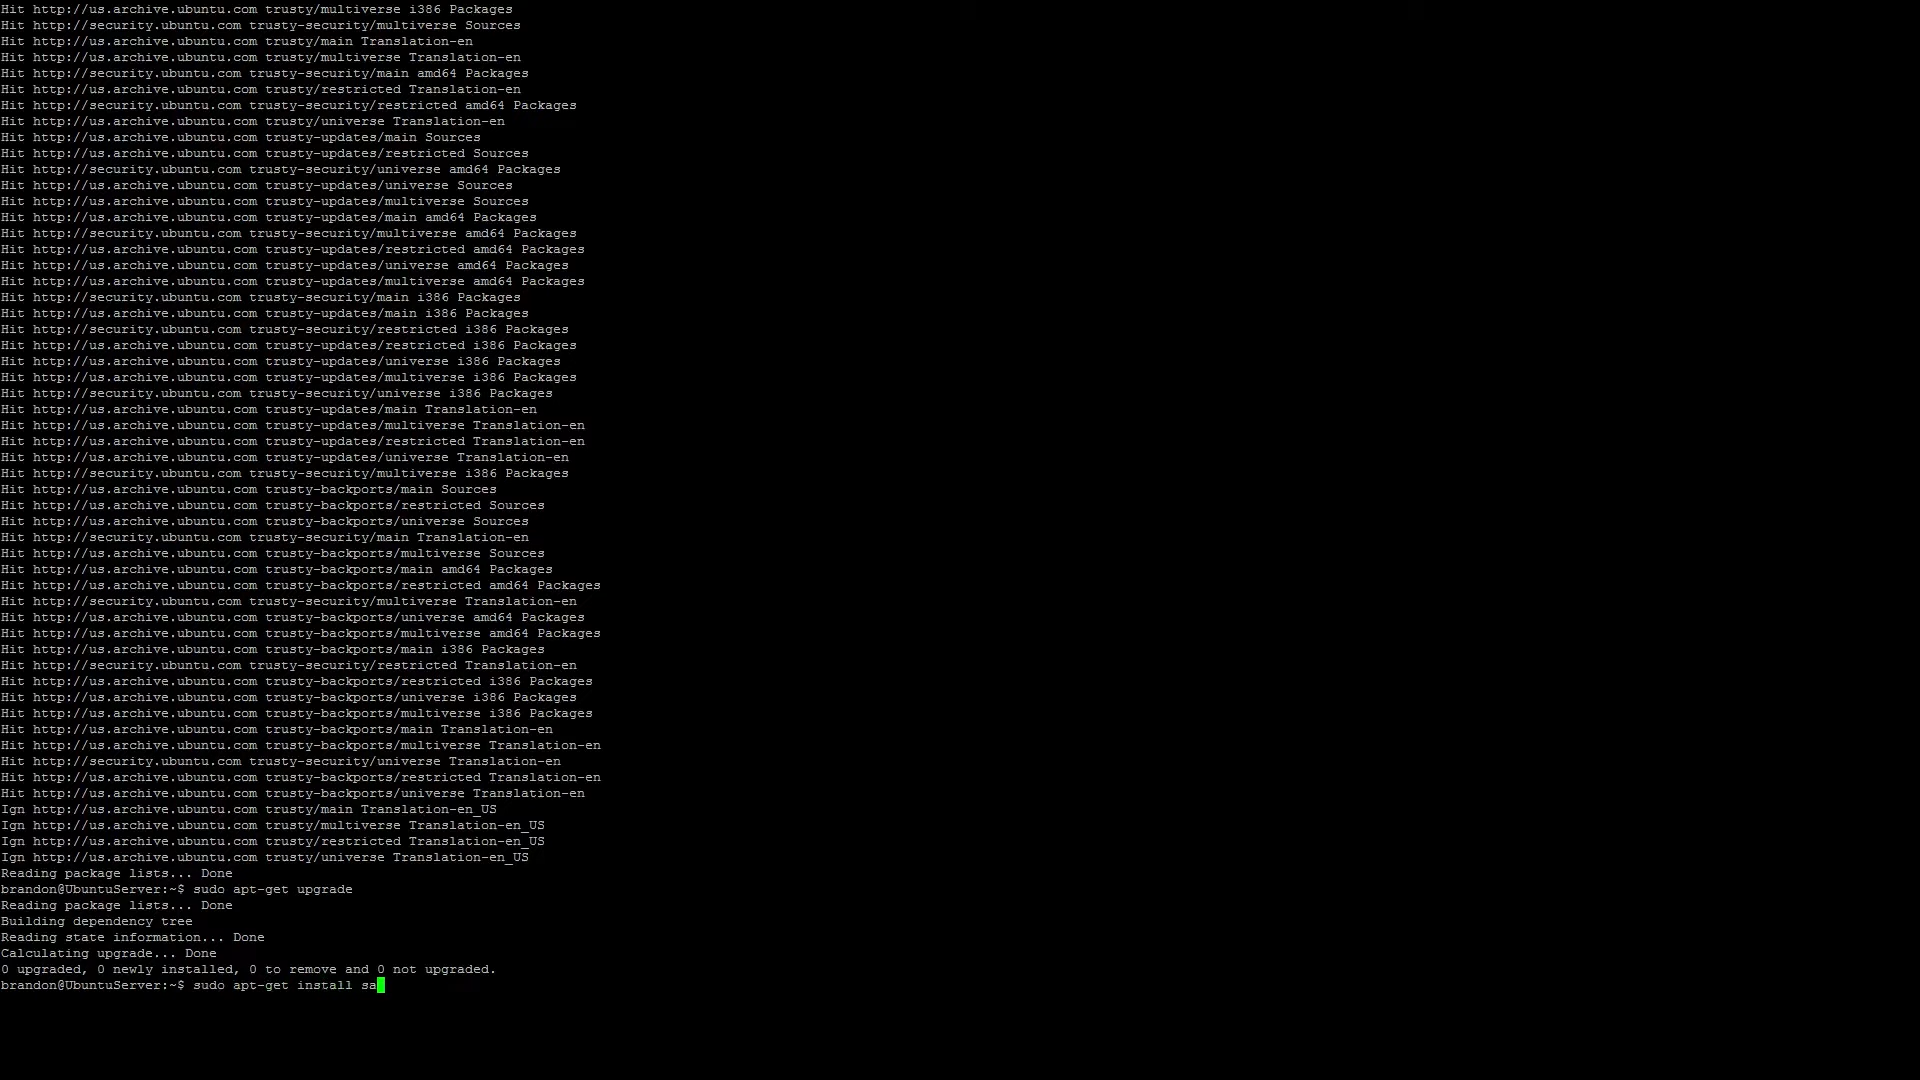 Hit http://us.archive.ubuntu.com trusty/multiverse i386 Packages
Hit http://security.ubuntu.com trusty-security/multiverse Sources
Hit http://us.archive.ubuntu.com trusty/main Translation-en
Hit http://us.archive.ubuntu.com trusty/multiverse Translation-en
Hit http://security.ubuntu.com trusty-security/main amd64 Packages
Hit http://us.archive.ubuntu.com trusty/restricted Translation-en
Hit http://security.ubuntu.com trusty-security/restricted amd64 Packages
Hit http://us.archive.ubuntu.com trusty/universe Translation-en
Hit http://us.archive.ubuntu.com trusty-updates/main Sources
Hit http://us.archive.ubuntu.com trusty-updates/restricted Sources
Hit http://security.ubuntu.com trusty-security/universe amd64 Packages
Hit http://us.archive.ubuntu.com trusty-updates/universe Sources
Hit http://us.archive.ubuntu.com trusty-updates/multiverse Sources
Hit http://us.archive.ubuntu.com trusty-updates/main amd64 Packages
Hit http://security.ubuntu.com trusty-security/multiverse amd64 Packages
Hit http://us.archive.ubuntu.com trusty-updates/restricted amd64 Packages
Hit http://us.archive.ubuntu.com trusty-updates/universe amd64 Packages
Hit http://us.archive.ubuntu.com trusty-updates/multiverse amd64 Packages
Hit http://security.ubuntu.com trusty-security/main i386 Packages
Hit http://us.archive.ubuntu.com trusty-updates/main i386 Packages
Hit http://security.ubuntu.com trusty-security/restricted i386 Packages
Hit http://us.archive.ubuntu.com trusty-updates/restricted i386 Packages
Hit http://us.archive.ubuntu.com trusty-updates/universe i386 Packages
Hit http://us.archive.ubuntu.com trusty-updates/multiverse i386 Packages
Hit http://security.ubuntu.com trusty-security/universe i386 Packages
Hit http://us.archive.ubuntu.com trusty-updates/main Translation-en
Hit http://us.archive.ubuntu.com trusty-updates/multiverse Translation-en
Hit http://us.archive.ubuntu.com trusty-updates/restricted Translation-en
Hit http://us.archive.ubuntu.com trusty-updates/universe Translation-en
Hit http://security.ubuntu.com trusty-security/multiverse i386 Packages
Hit http://us.archive.ubuntu.com trusty-backports/main Sources
Hit http://us.archive.ubuntu.com trusty-backports/restricted Sources
Hit http://us.archive.ubuntu.com trusty-backports/universe Sources
Hit http://security.ubuntu.com trusty-security/main Translation-en
Hit http://us.archive.ubuntu.com trusty-backports/multiverse Sources
Hit http://us.archive.ubuntu.com trusty-backports/main amd64 Packages
Hit http://us.archive.ubuntu.com trusty-backports/restricted amd64 Packages
Hit http://security.ubuntu.com trusty-security/multiverse Translation-en
Hit http://us.archive.ubuntu.com trusty-backports/universe amd64 Packages
Hit http://us.archive.ubuntu.com trusty-backports/multiverse amd64 Packages
Hit http://us.archive.ubuntu.com trusty-backports/main i386 Packages
Hit http://security.ubuntu.com trusty-security/restricted Translation-en
Hit http://us.archive.ubuntu.com trusty-backports/restricted i386 Packages
Hit http://us.archive.ubuntu.com trusty-backports/universe i386 Packages
Hit http://us.archive.ubuntu.com trusty-backports/multiverse i386 Packages
Hit http://us.archive.ubuntu.com trusty-backports/main Translation-en
Hit http://us.archive.ubuntu.com trusty-backports/multiverse Translation-en
Hit http://security.ubuntu.com trusty-security/universe Translation-en
Hit http://us.archive.ubuntu.com trusty-backports/restricted Translation-en
Hit http://us.archive.ubuntu.com trusty-backports/universe Translation-en
Ign http://us.archive.ubuntu.com trusty/main Translation-en_US
Ign http://us.archive.ubuntu.com trusty/multiverse Translation-en_US
Ign http://us.archive.ubuntu.com trusty/restricted Translation-en_US
Ign http://us.archive.ubuntu.com trusty/universe Translation-en_US
Reading package lists... Done
brandon@UbuntuServer:~$ sudo apt-get upgrade
Reading package lists... Done
Building dependency tree
Reading state information... Done
Calculating upgrade... Done
0 upgraded, 0 newly installed, 0 to remove and 0 not upgraded.
brandon@UbuntuServer:~$ sudo apt-get install sa